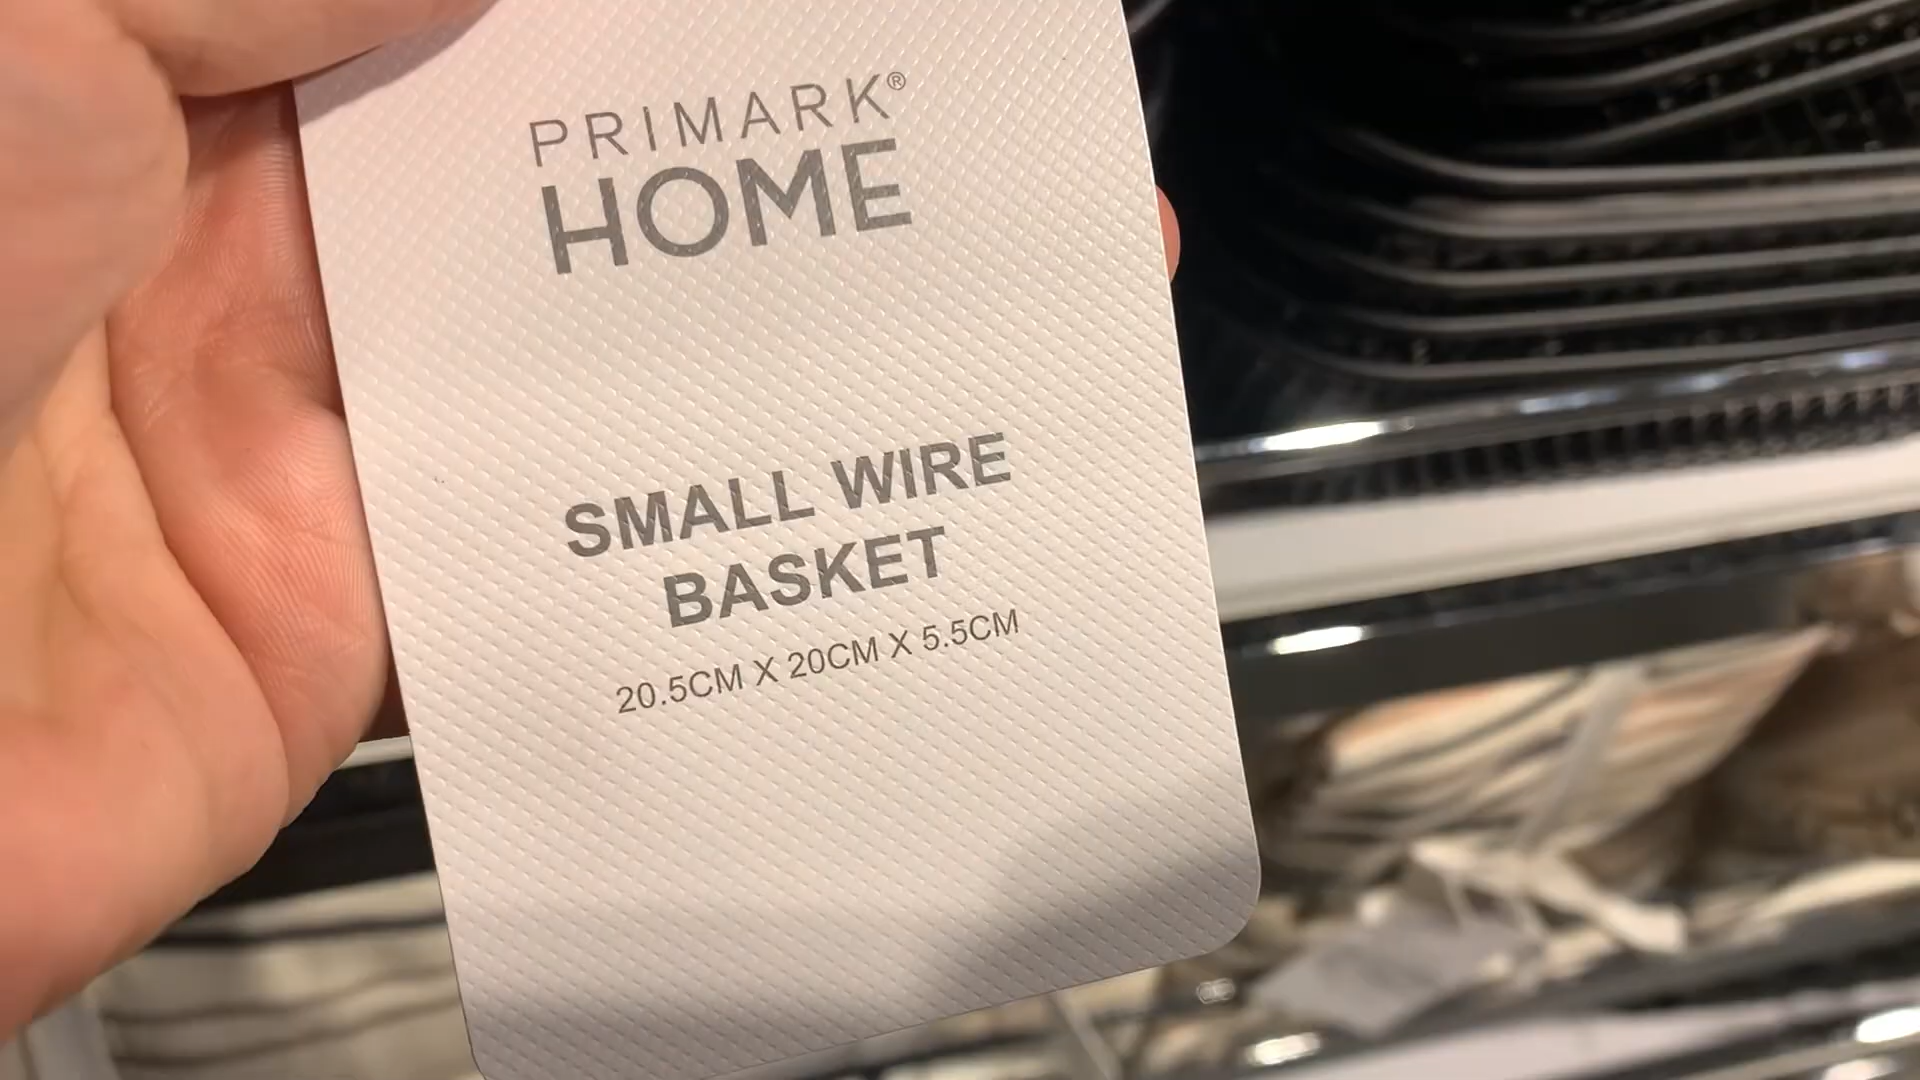 PRIMARK®
HOME
SMALL WIRE
BASKET
20.5CM X 20CM X 5.5CM